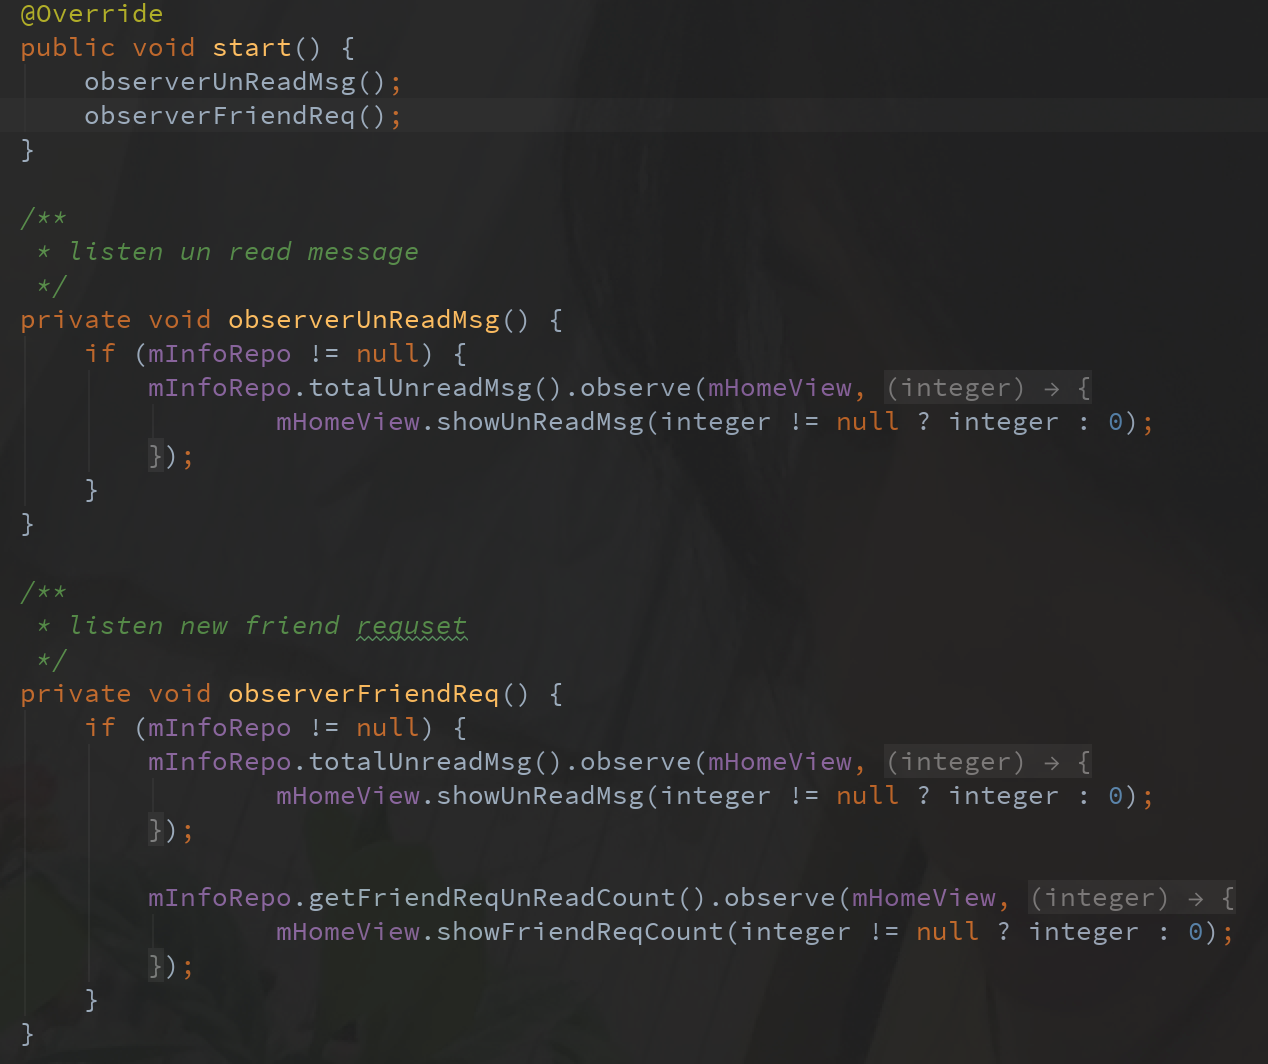 @Override
public void start() {
    observerUnReadMsg();
    observerFriendReq();
}

/**
 * listen un read message
 */
private void observerUnReadMsg() {
    if (mInfoRepo != null) {
        mInfoRepo.totalUnreadMsg().observe(mHomeView, (integer) → {
                mHomeView.showUnReadMsg(integer != null ? integer : 0);
        });
    }
}

/**
 * listen new friend requset
 */
private void observerFriendReq() {
    if (mInfoRepo != null) {
        mInfoRepo.totalUnreadMsg().observe(mHomeView, (integer) → {
                mHomeView.showUnReadMsg(integer != null ? integer : 0);
        });

        mInfoRepo.getFriendReqUnReadCount().observe(mHomeView, (integer) → {
                mHomeView.showFriendReqCount(integer != null ? integer : 0);
        });
    }
}